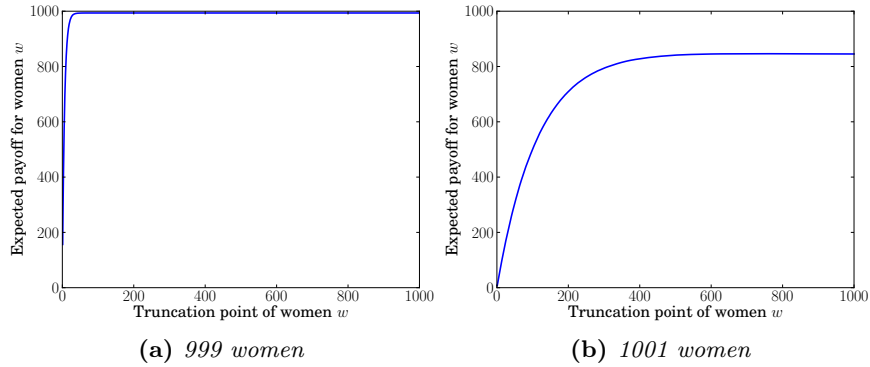 1000
800
600
400
200
0
Expected payoff for women w
0 200 400 600 800 1000
Truncation point of women w
(a) 999 women
1000
800
600
400
200
0
Expected payoff for women w
0 200 400 600 800 1000
Truncation point of women w
(b) 1001 women